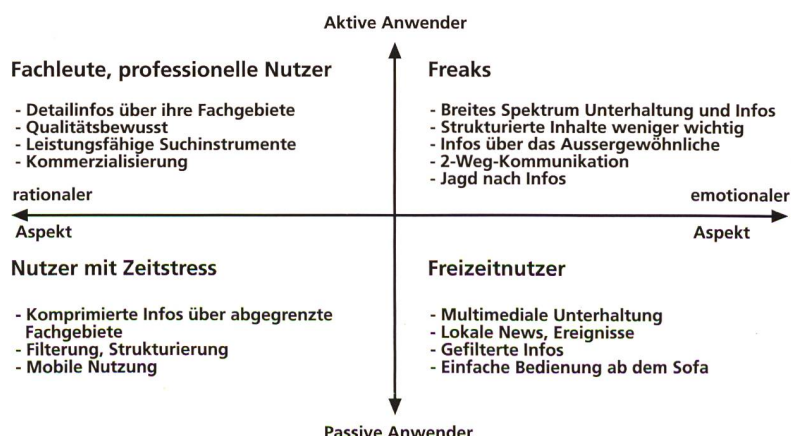 Aktive Anwender
Fachleute, professionelle Nutzer
- Detailinfos über ihre Fachgebiete
- Qualitätsbewusst
- Leistungsfähige Suchinstrumente
- Kommerzialisierung
Freaks
- Breites Spektrum Unterhaltung und Infos
- Strukturierte Inhalte weniger wichtig
- Infos über das Aussergewöhnliche
- 2-Weg-Kommunikation
- Jagd nach Infos
rationaler
Aspekt
emotionaler
Aspekt
Nutzer mit Zeitstress
- Komprimierte Infos über abgegrenzte
Fachgebiete
- Filterung, Strukturierung
- Mobile Nutzung
Freizeitnutzer
- Multimediale Unterhaltung
- Lokale News, Ereignisse
- Gefilterte Infos
- Einfache Bedienung ab dem Sofa
Passive Anwender